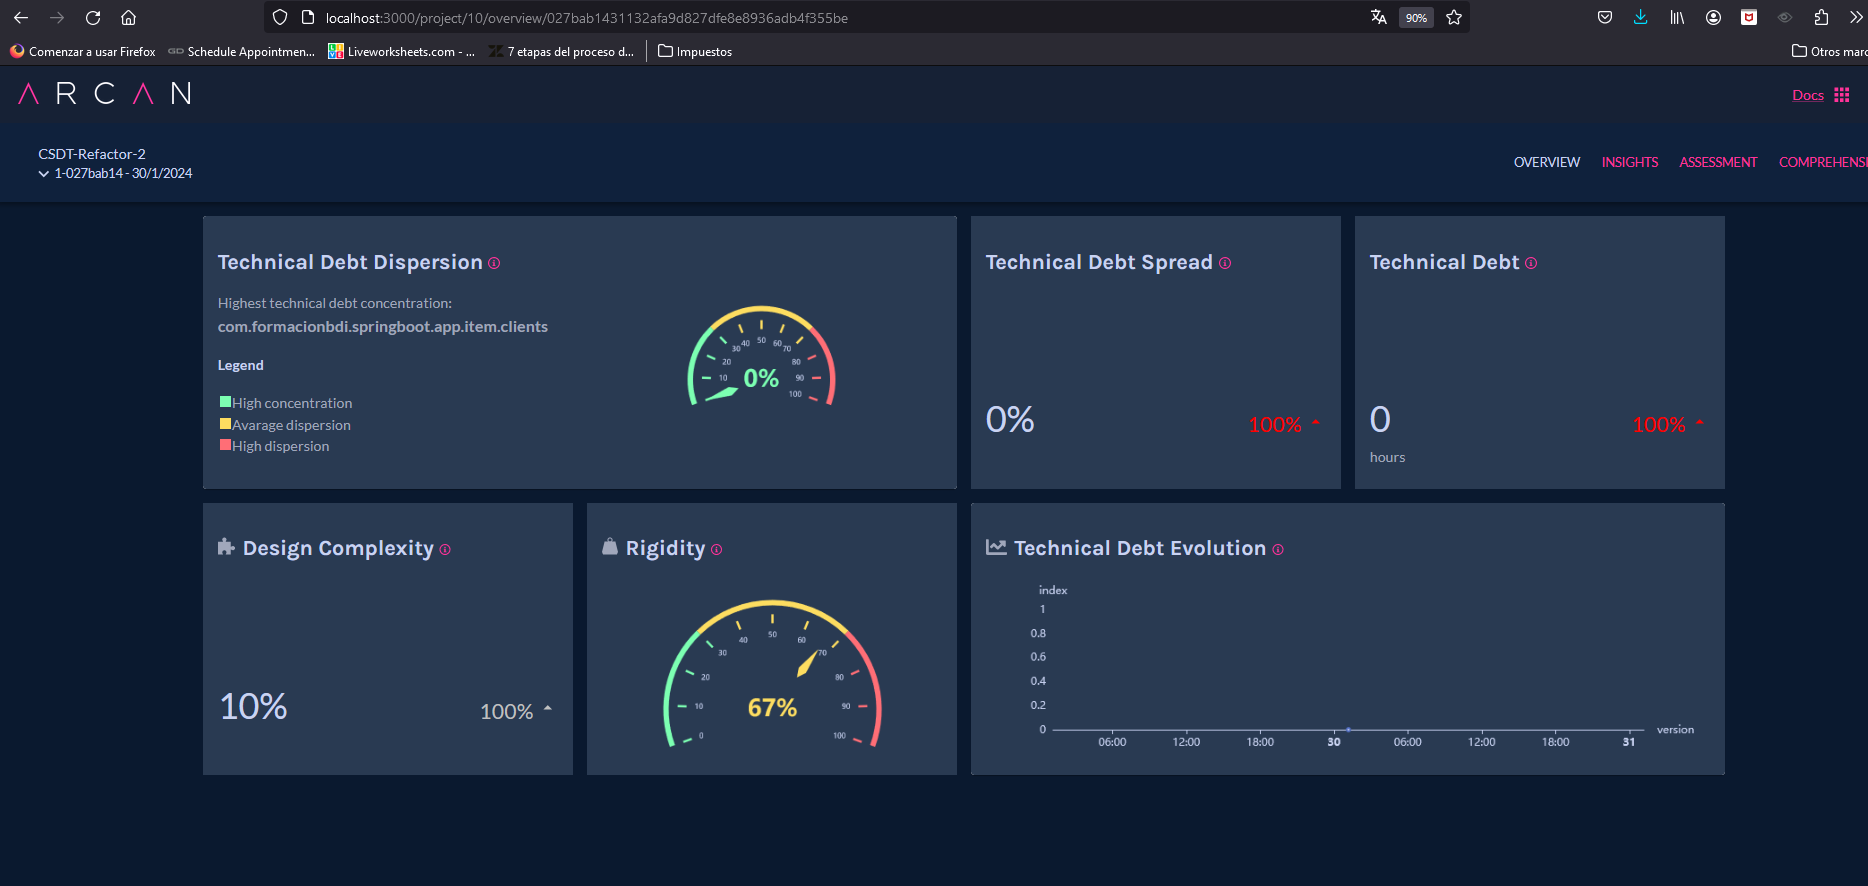 localhost:3000/project/10/overview/027bab1431132afa9d827dfe8e8936adb4f355be
90%
Comenzar a usar Firefox
GD Schedule Appointmen...
LIVE Liveworksheets.com - ...
7 etapas del proceso d...
Impuestos
Otros marc
ARCAN
Docs
CSDT-Refactor-2
1-027bab14 - 30/1/2024
OVERVIEW INSIGHTS ASSESSMENT COMPREHENSI
Technical Debt Dispersion
Highest technical debt concentration:
com.formacionbdi.springboot.app.item.clients
Legend
High concentration
Avarage dispersion
High dispersion
10 20 30 40 50 60 70 80 90 100
0%
Technical Debt Spread
0% 100%
Technical Debt
0 100%
hours
Design Complexity
10% 100%
Rigidity
0 10 20 30 40 50 60 70 80 90 100
67%
Technical Debt Evolution
index
1
0.8
0.6
0.4
0.2
0
version
06:00 12:00 18:00 30 06:00 12:00 18:00 31